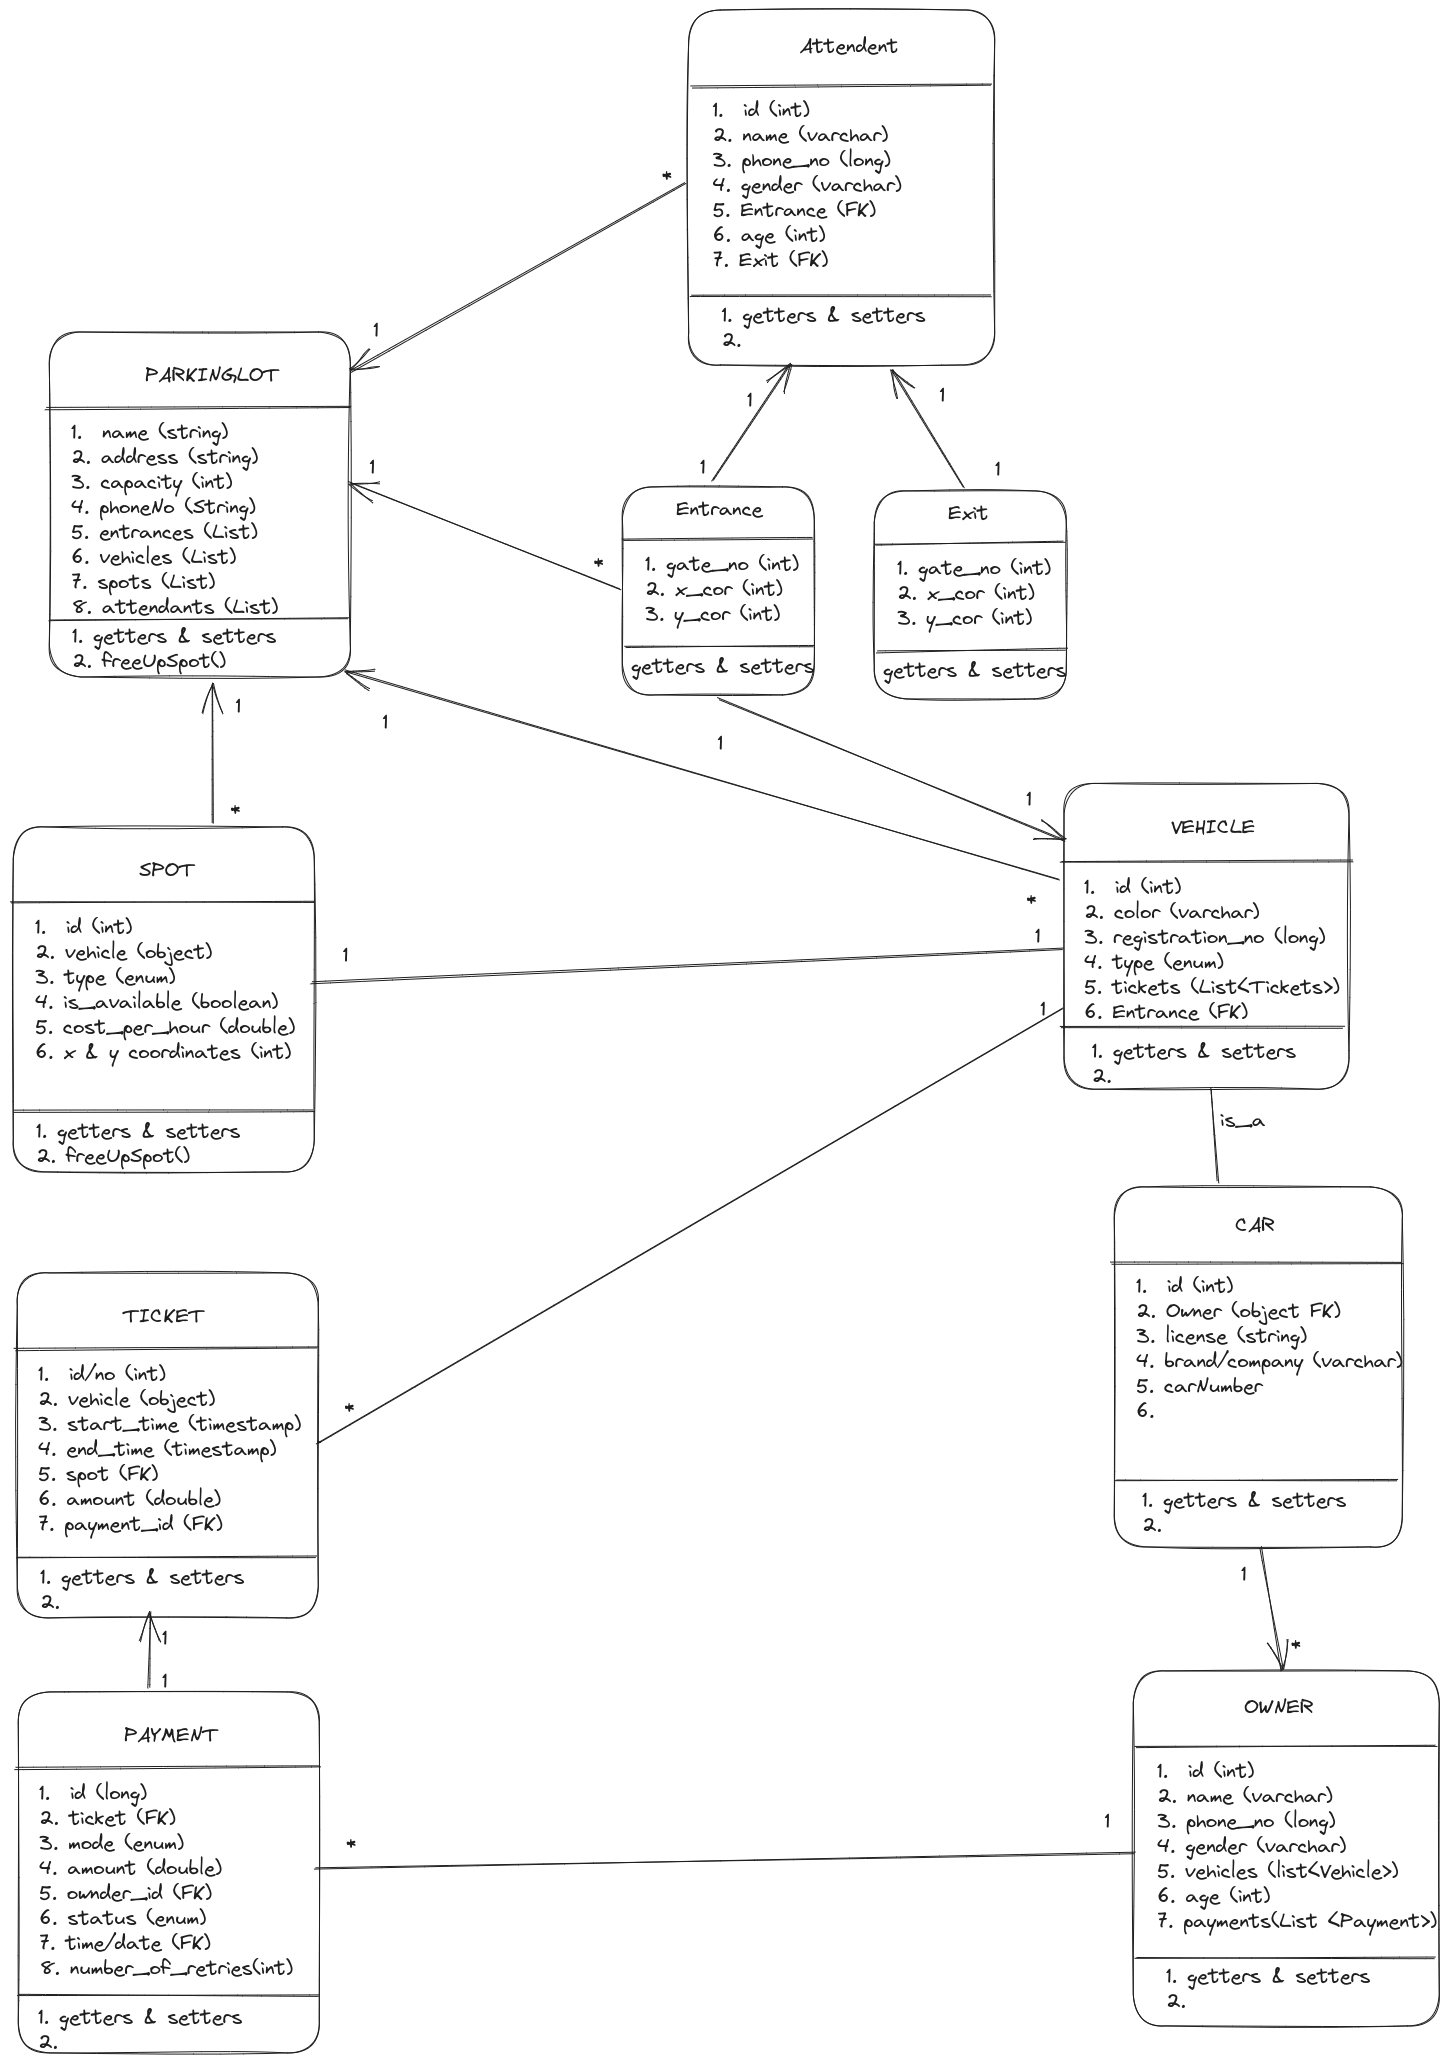 Attendent
1. id (int)
2. name (varchar)
3. phone_no (long)
4. gender (varchar)
5. Entrance (FK)
6. age (int)
7. Exit (FK)
1. getters & setters
2.
*
1
PARKINGLOT
1. name (string)
2. address (string)
3. capacity (int)
4. phoneNo (String)
5. entrances (List)
6. vehicles (List)
7. spots (List)
8. attendants (List)
1. getters & setters
2. freeUpSpot()
1
1
1
1
1
*
Entrance
1. gate_no (int)
2. x_cor (int)
3. y_cor (int)
getters & setters
Exit
1. gate_no (int)
2. x_cor (int)
3. y_cor (int)
getters & setters
1
*
1
1
1
*
SPOT
1. id (int)
2. vehicle (object)
3. type (enum)
4. is_available (boolean)
5. cost_per_hour (double)
6. x & y coordinates (int)
1. getters & setters
2. freeUpSpot()
VEHICLE
1. id (int)
2. color (varchar)
3. registration_no (long)
4. type (enum)
5. tickets (List<Tickets>)
6. Entrance (FK)
1. getters & setters
2.
1
1
1
*
is_a
CAR
1. id (int)
2. Owner (object FK)
3. license (string)
4. brand/company (varchar)
5. carNumber
6.
1. getters & setters
2.
TICKET
1. id/no (int)
2. vehicle (object)
3. start_time (timestamp)
4. end_time (timestamp)
5. spot (FK)
6. amount (double)
7. payment_id (FK)
1. getters & setters
2.
1
1
1
*
PAYMENT
1. id (long)
2. ticket (FK)
3. mode (enum)
4. amount (double)
5. ownder_id (FK)
6. status (enum)
7. time/date (FK)
8. number_of_retries(int)
1. getters & setters
2.
*
1
OWNER
1. id (int)
2. name (varchar)
3. phone_no (long)
4. gender (varchar)
5. vehicles (list<Vehicle>)
6. age (int)
7. payments(List <Payment>)
1. getters & setters
2.